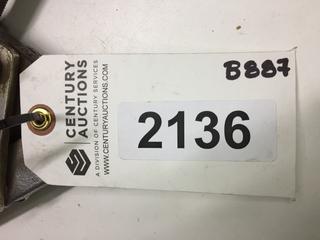 B887
CENTURY
AUCTIONS
A DIVISION OF CENTURY SERVICES
WWW.CENTURYAUCTIONS.COM
2136